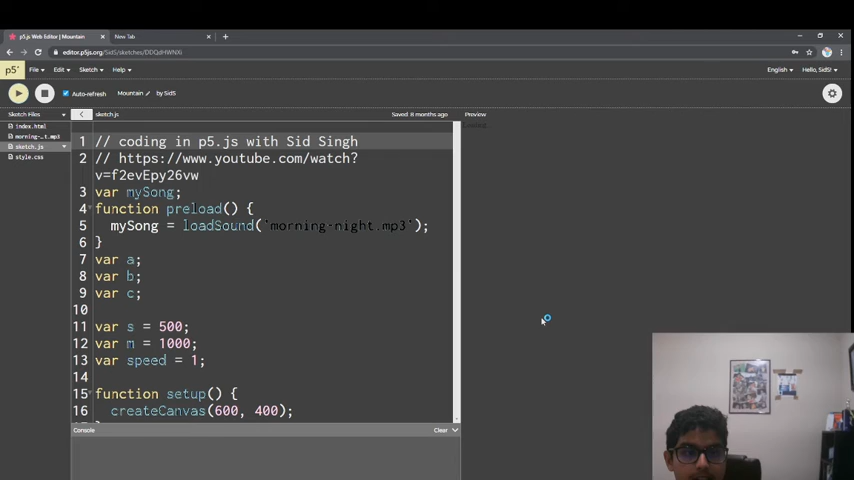 p5.js Web Editor | Mountain
New Tab
editor.p5js.org/SidS/sketches/DDQdHWNXi
p5*
File
Edit
Sketch
Help
English
Hello, SidS!
Auto-refresh
Mountain
by SidS
Sketch Files
sketch.js
Saved 8 months ago
Preview
index.html
morning-...t.mp3
sketch.js
style.css
1 // coding in p5.js with Sid Singh
2 // https://www.youtube.com/watch?
v=f2evEpy26vw
3 var mySong;
4 function preload() {
5 mySong = loadSound('morning-night.mp3');
6 }
7 var a;
8 var b;
9 var c;
10
11 var s = 500;
12 var m = 1000;
13 var speed = 1;
14
15 function setup() {
16 createCanvas(600, 400);
Console
Clear